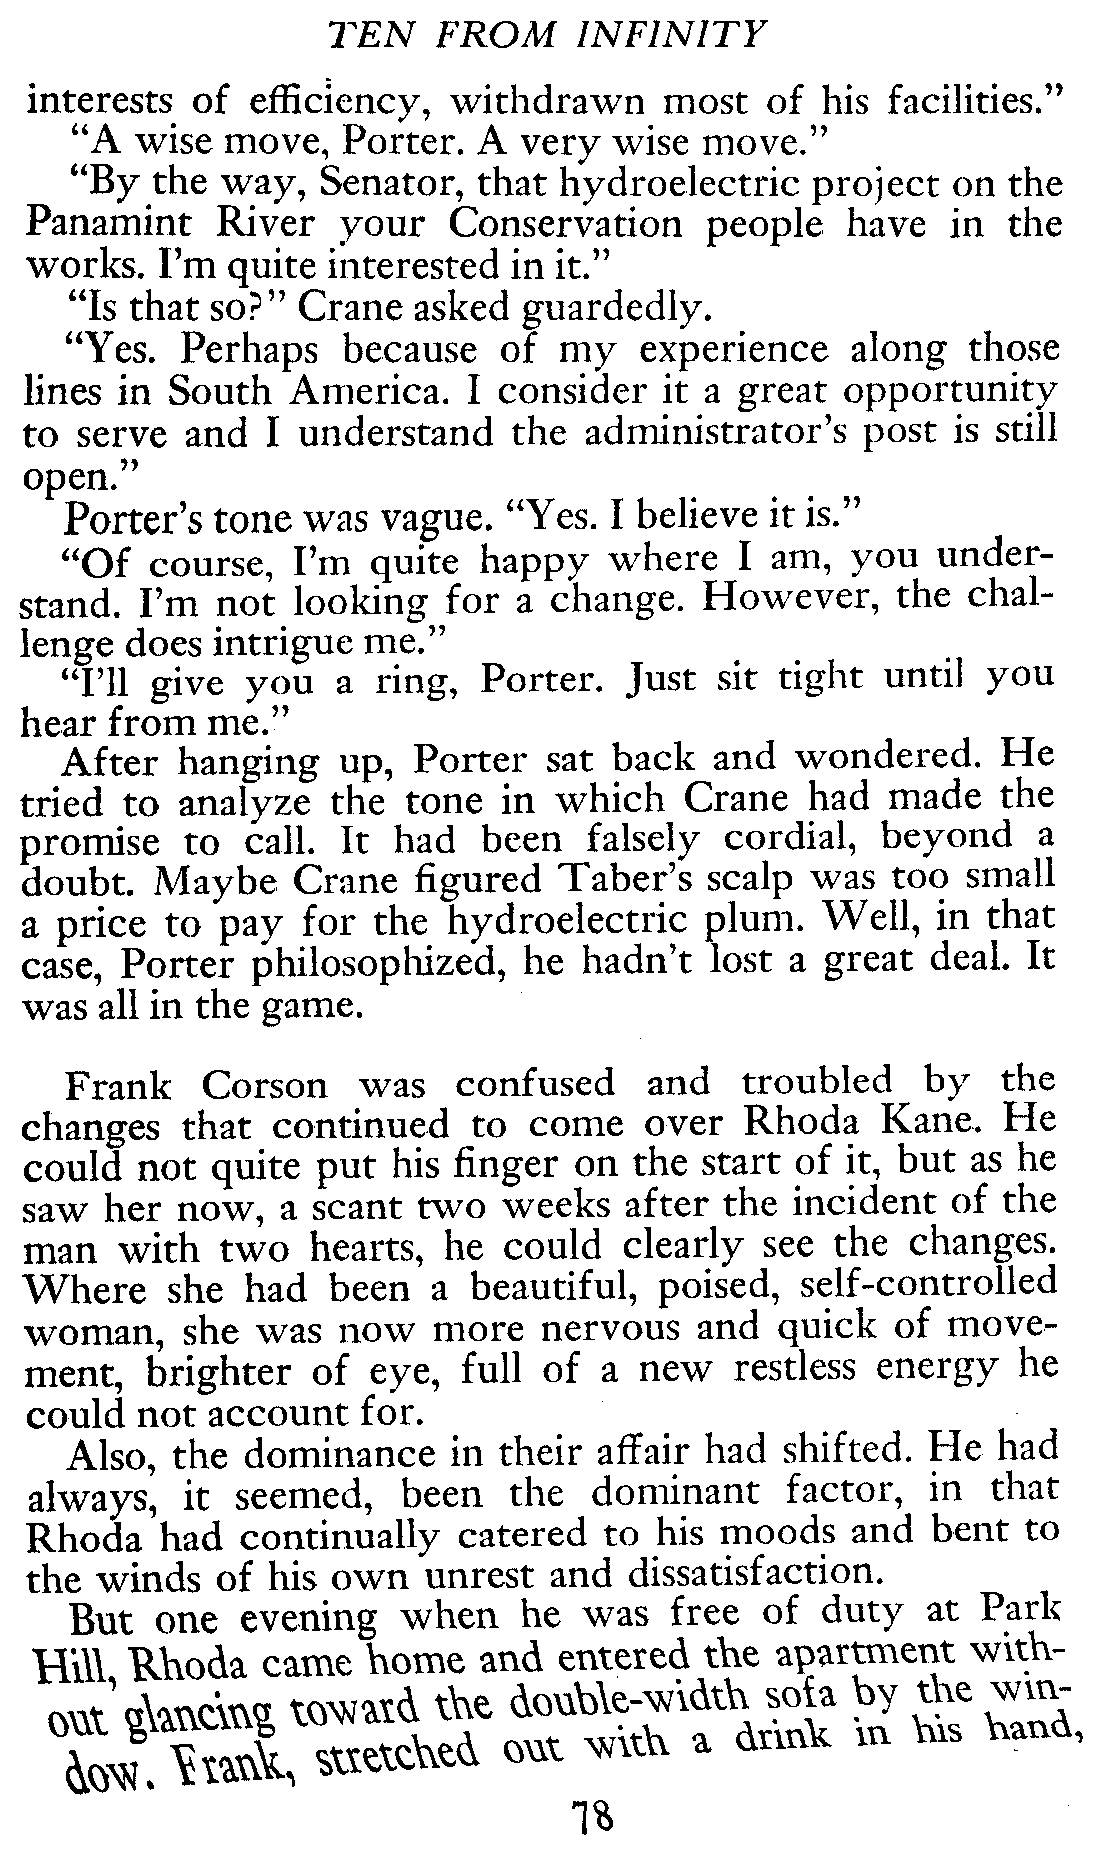 TEN FROM INFINITY
interests of efficiency, withdrawn most of his facilities.”
“A wise move, Porter. A very wise move.”
“By the way, Senator, that hydroelectric project on the
Panamint River your Conservation people have in the
works. I’m quite interested in it.”
“Is that so?” Crane asked guardedly.
“Yes. Perhaps because of my experience along those
lines in South America. I consider it a great opportunity
to serve and I understand the administrator’s post is still
open.”
Porter’s tone was vague. “Yes. I believe it is.”
“Of course, I’m quite happy where I am, you under-
stand. I’m not looking for a change. However, the chal-
lenge does intrigue me.”
“I’ll give you a ring, Porter. Just sit tight until you
hear from me.”
After hanging up, Porter sat back and wondered. He
tried to analyze the tone in which Crane had made the
promise to call. It had been falsely cordial, beyond a
doubt. Maybe Crane figured Taber’s scalp was too small
a price to pay for the hydroelectric plum. Well, in that
case, Porter philosophized, he hadn’t lost a great deal. It
was all in the game.
Frank Corson was confused and troubled by the
changes that continued to come over Rhoda Kane. He
could not quite put his finger on the start of it, but as he
saw her now, a scant two weeks after the incident of the
man with two hearts, he could clearly see the changes.
Where she had been a beautiful, poised, self-controlled
woman, she was now more nervous and quick of move-
ment, brighter of eye, full of a new restless energy he
could not account for.
Also, the dominance in their affair had shifted. He had
always, it seemed, been the dominant factor, in that
Rhoda had continually catered to his moods and bent to
the winds of his own unrest and dissatisfaction.
But one evening when he was free of duty at Park
Hill, Rhoda came home and entered the apartment with-
out glancing toward the double-width sofa by the win-
dow. Frank, stretched out with a drink in his hand,
78